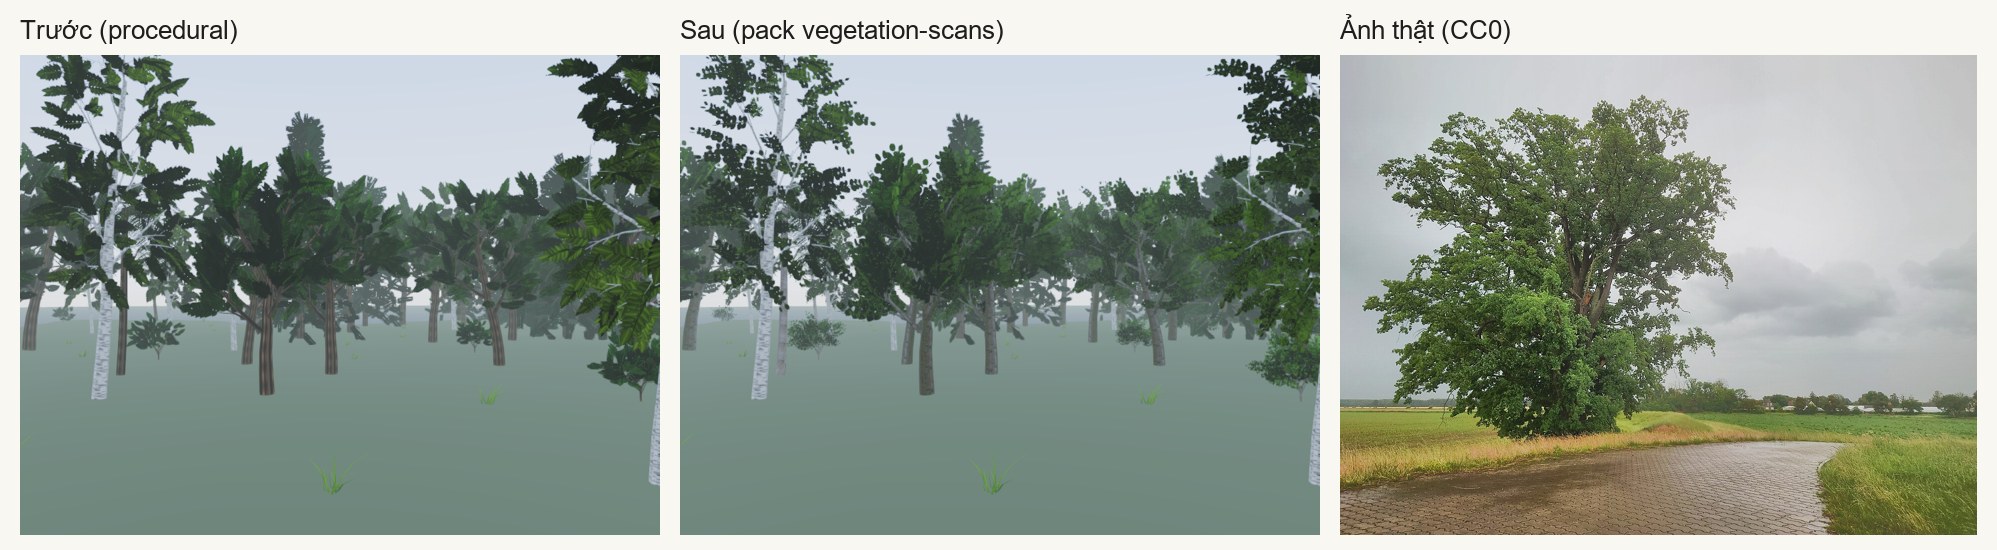 Trước (procedural)
Sau (pack vegetation-scans)
Ảnh thật (CC0)